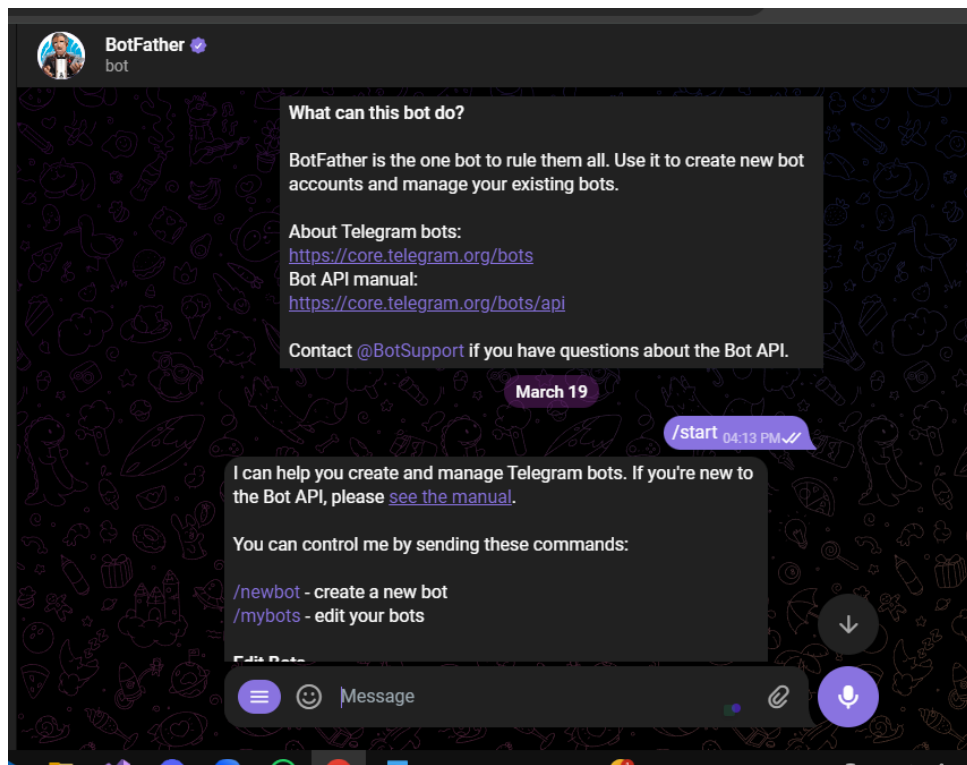 BotFather
bot
What can this bot do?
BotFather is the one bot to rule them all. Use it to create new bot
accounts and manage your existing bots.
About Telegram bots:
https://core.telegram.org/bots
Bot API manual:
https://core.telegram.org/bots/api
Contact @BotSupport if you have questions about the Bot API.
March 19
/start 04:13 PM
I can help you create and manage Telegram bots. If you're new to
the Bot API, please see the manual.
You can control me by sending these commands:
/newbot - create a new bot
/mybots - edit your bots
Edit Bots
Message